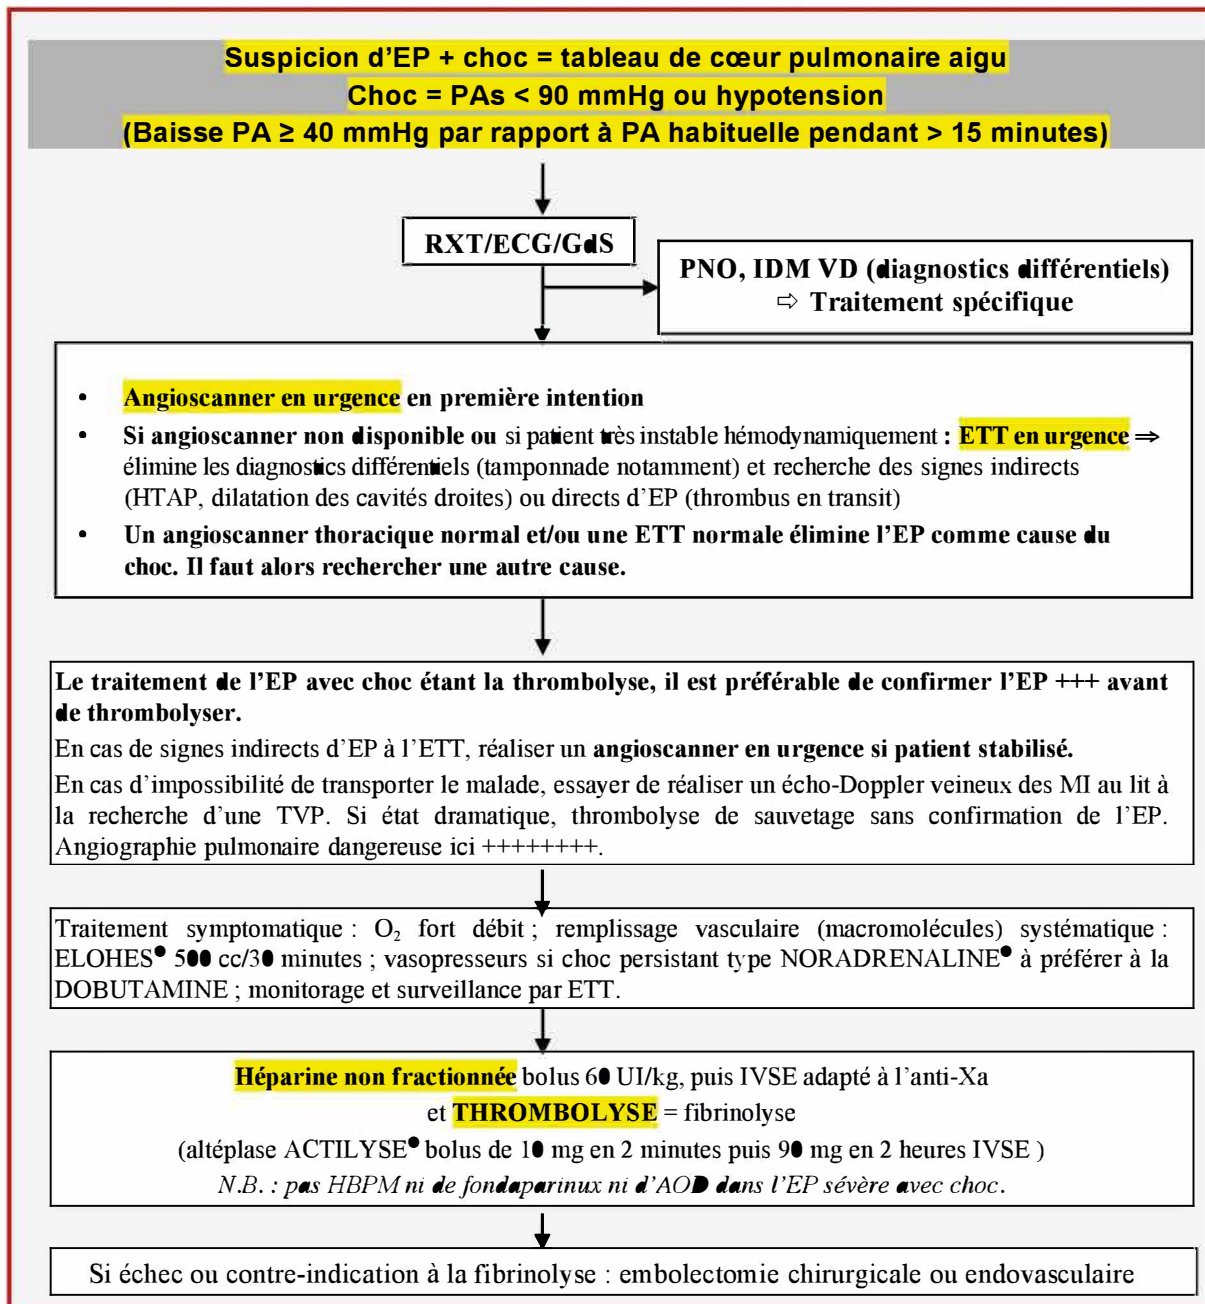 Suspicion d'EP + choc = tableau de cœur pulmonaire aigu
Choc = PAs < 90 mmHg ou hypotension
(Baisse PA ≥ 40 mmHg par rapport à PA habituelle pendant > 15 minutes)
RXT/ECG/GdS
PNO, IDM VD (diagnostics différentiels)
⇨ Traitement spécifique
• Angioscanner en urgence en première intention
• Si angioscanner non disponible ou si patient très instable hémodynamiquement : ETT en urgence ⇒
élimine les diagnostics différentiels (tamponnade notamment) et recherche des signes indirects
(HTAP, dilatation des cavités droites) ou directs d'EP (thrombus en transit)
• Un angioscanner thoracique normal et/ou une ETT normale élimine l'EP comme cause du
choc. Il faut alors rechercher une autre cause.
Le traitement de l'EP avec choc étant la thrombolyse, il est préférable de confirmer l'EP +++ avant
de thrombolyser.
En cas de signes indirects d'EP à l'ETT, réaliser un angioscanner en urgence si patient stabilisé.
En cas d'impossibilité de transporter le malade, essayer de réaliser un écho-Doppler veineux des MI au lit à
la recherche d'une TVP. Si état dramatique, thrombolyse de sauvetage sans confirmation de l'EP.
Angiographie pulmonaire dangereuse ici ++++++++.
Traitement symptomatique : O₂ fort débit ; remplissage vasculaire (macromolécules) systématique :
ELOHES® 500 cc/30 minutes ; vasopresseurs si choc persistant type NORADRENALINE® à préférer à la
DOBUTAMINE ; monitorage et surveillance par ETT.
Héparine non fractionnée bolus 60 UI/kg, puis IVSE adapté à l'anti-Xa
et THROMBOLYSE = fibrinolyse
(altéplase ACTILYSE® bolus de 10 mg en 2 minutes puis 90 mg en 2 heures IVSE )
N.B. : pas HBPM ni de fondaparinux ni d'AOD dans l'EP sévère avec choc.
Si échec ou contre-indication à la fibrinolyse : embolectomie chirurgicale ou endovasculaire